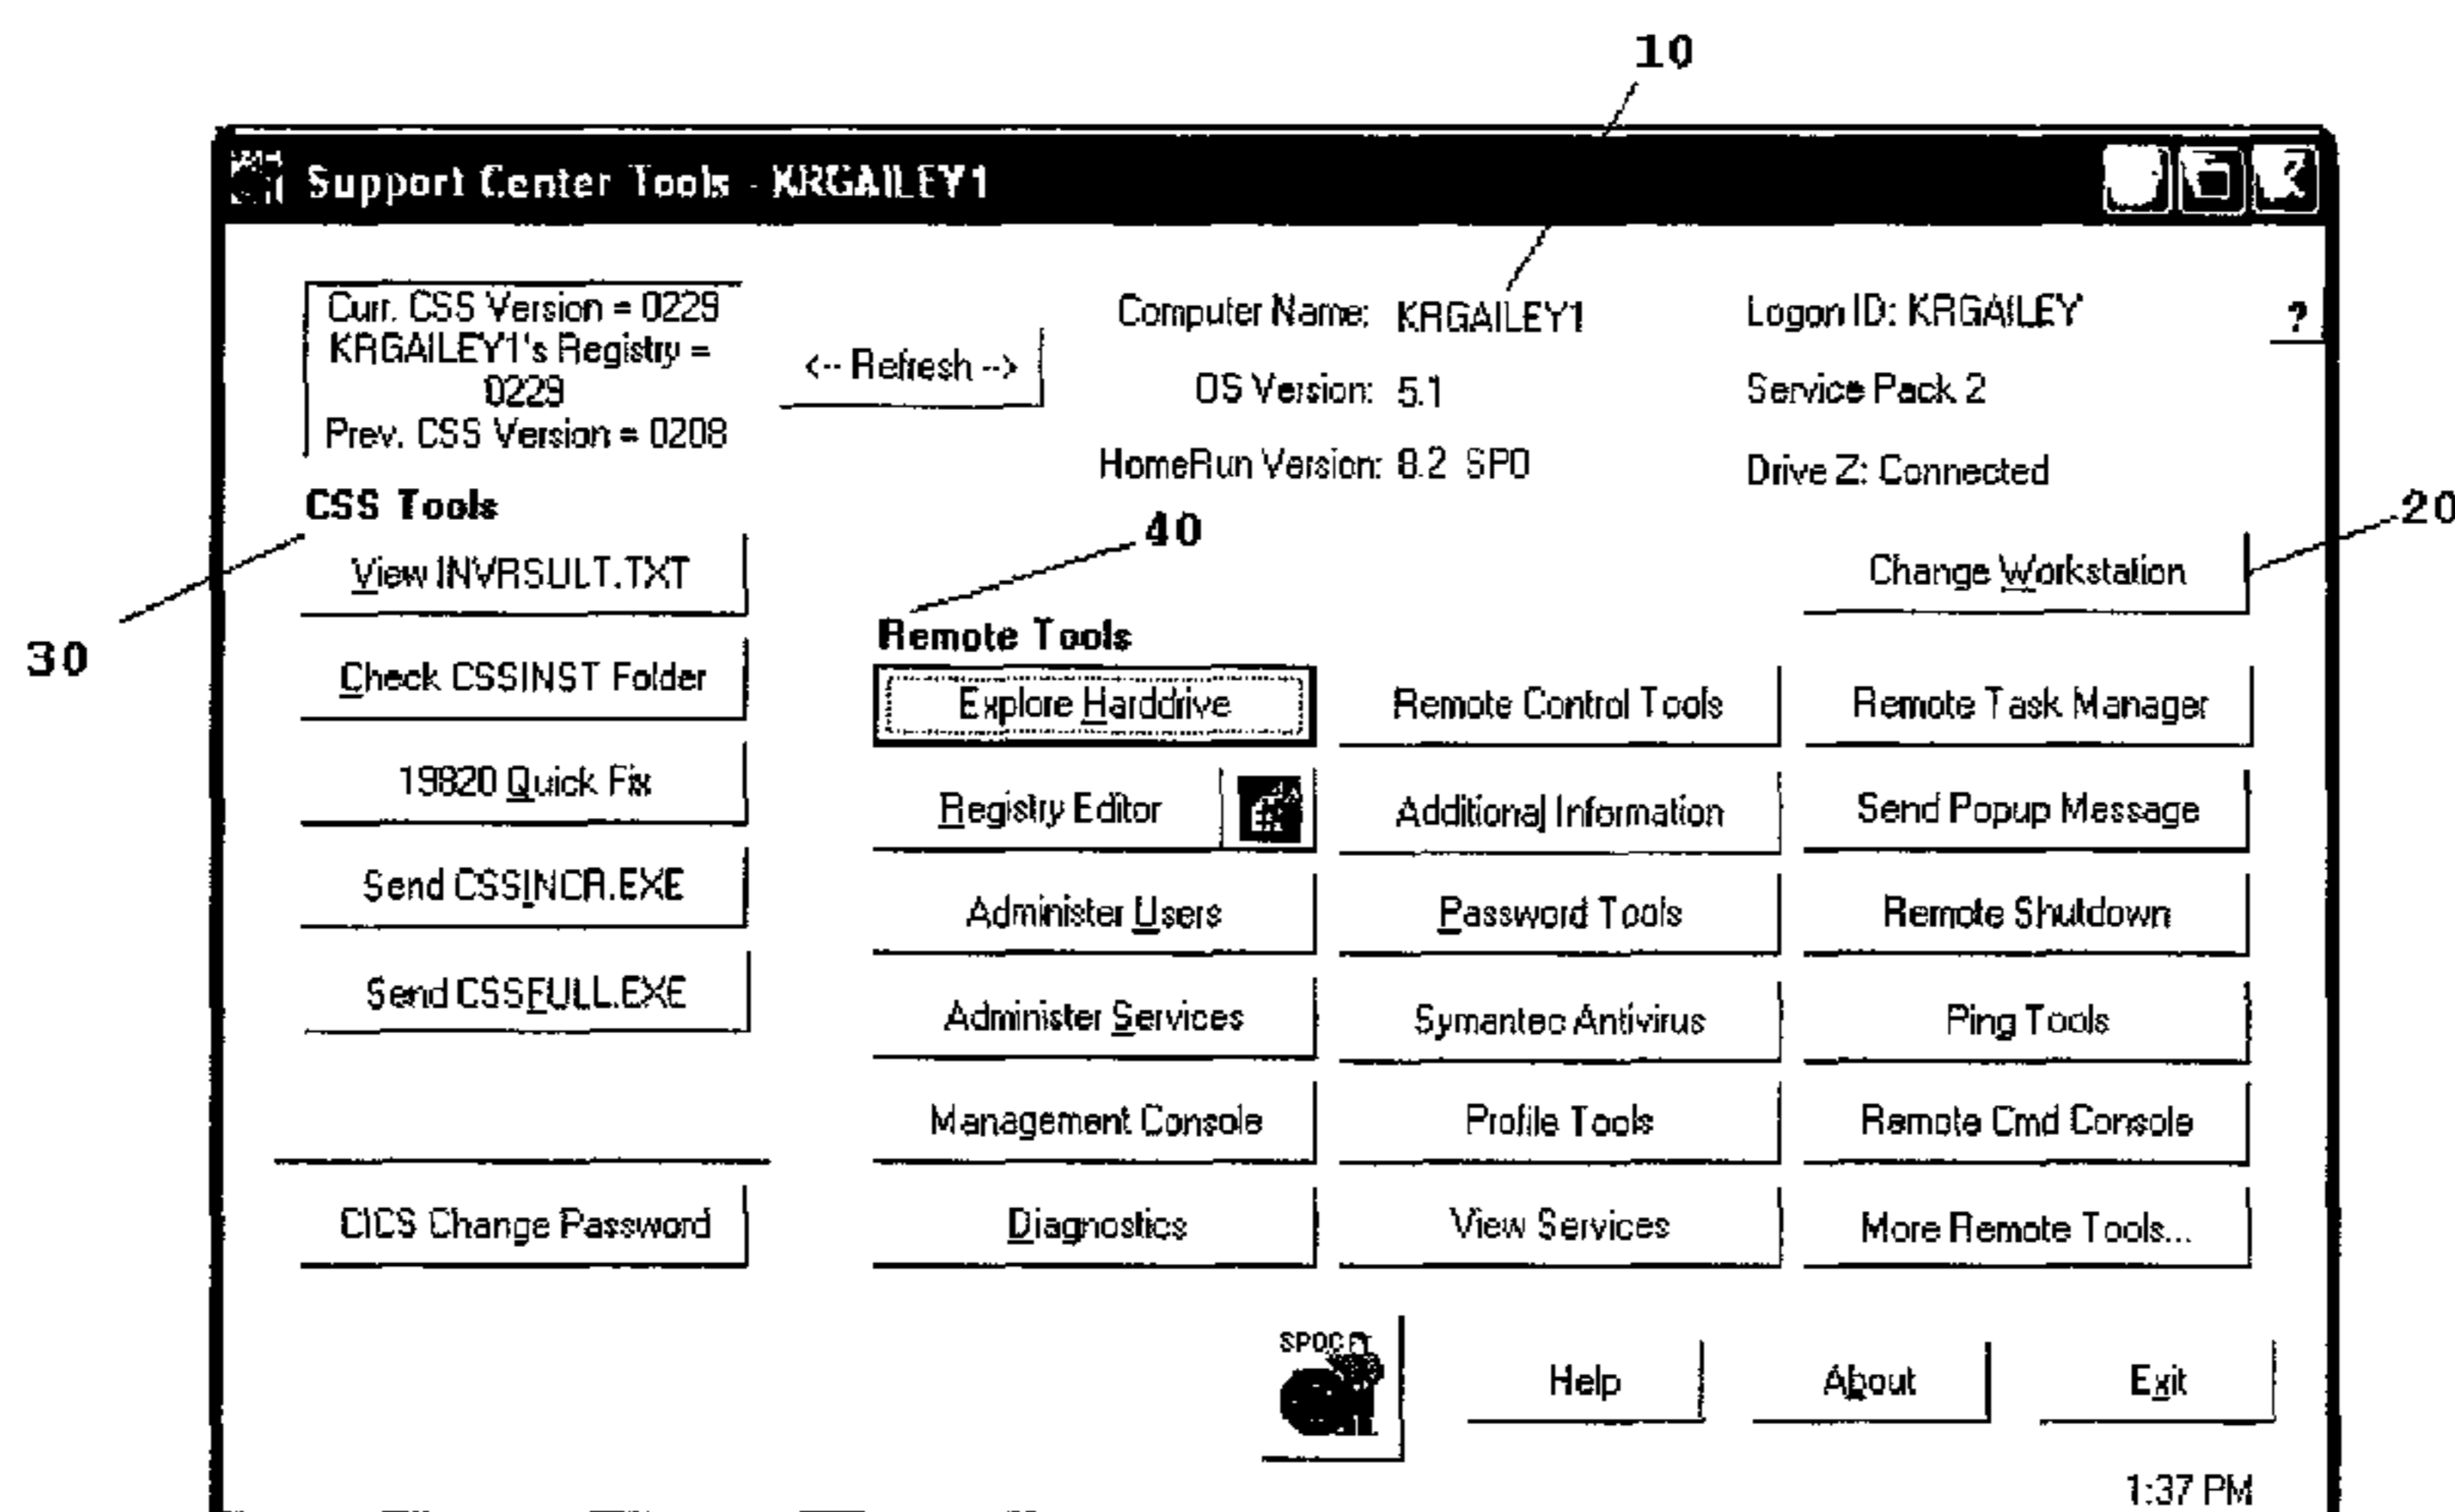 10
Support Center Tools - KRGAILEY1
Curr. CSS Version = 0229
KRGAILEY1's Registry =
0229
Prev. CSS Version = 0208
<-- Refresh -->
Computer Name: KRGAILEY1
Logon ID: KRGAILEY
?
OS Version: 5.1
Service Pack 2
HomeRun Version: 8.2 SP0
Drive Z: Connected
CSS Tools
40
20
30
View INVRSULT.TXT
Check CSSINST Folder
19820 Quick Fix
Send CSSINCR.EXE
Send CSSFULL.EXE
CICS Change Password
Change Workstation
Remote Tools
Explore Harddrive
Remote Control Tools
Remote Task Manager
Registry Editor
Additional Information
Send Popup Message
Administer Users
Password Tools
Remote Shutdown
Administer Services
Symantec Antivirus
Ping Tools
Management Console
Profile Tools
Remote Cmd Console
Diagnostics
View Services
More Remote Tools...
SPOC
Help
About
Exit
1:37 PM